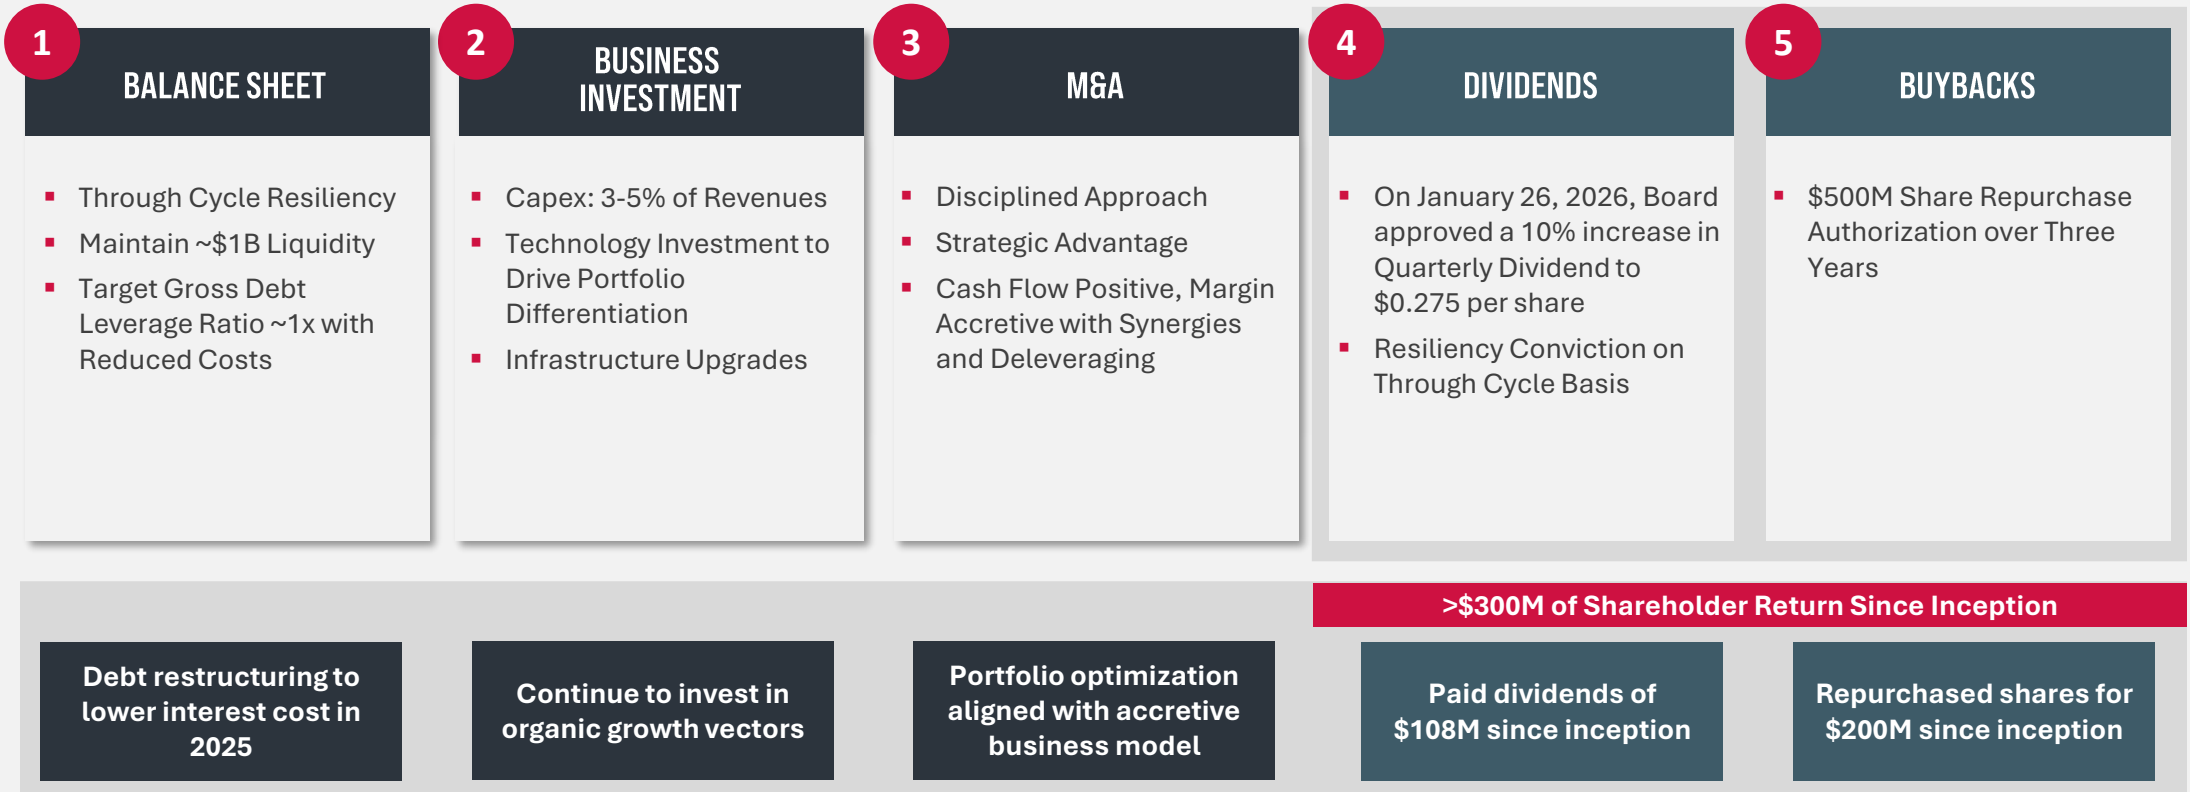 1
BALANCE SHEET
Through Cycle Resiliency
Maintain ~$1B Liquidity
Target Gross Debt
Leverage Ratio ~1x with
Reduced Costs
2
BUSINESS
INVESTMENT
Capex: 3-5% of Revenues
Technology Investment to
Drive Portfolio
Differentiation
Infrastructure Upgrades
3
M&A
Disciplined Approach
Strategic Advantage
Cash Flow Positive, Margin
Accretive with Synergies
and Deleveraging
4
DIVIDENDS
On January 26, 2026, Board
approved a 10% increase in
Quarterly Dividend to
$0.275 per share
Resiliency Conviction on
Through Cycle Basis
5
BUYBACKS
$500M Share Repurchase
Authorization over Three
Years
>$300M of Shareholder Return Since Inception
Debt restructuring to
lower interest cost in
2025
Continue to invest in
organic growth vectors
Portfolio optimization
aligned with accretive
business model
Paid dividends of
$108M since inception
Repurchased shares for
$200M since inception